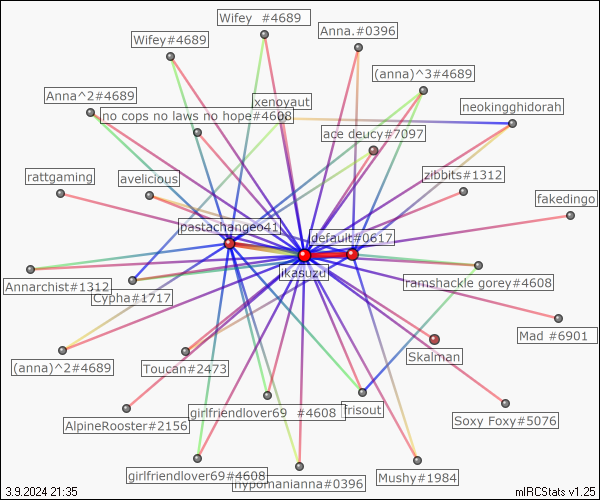 Wifey  #4689
Anna.#0396
Wifey#4689
(anna)^3#4689
Anna^2#4689
xenoyaut
neokingghidorah
no cops no laws no hope#4608
ace deucy#7097
rattgaming
avelicious
zibbits#1312
fakedingo
pastachangeo41
default#0617
jikasuzu
Annarchist#1312
Cypha#1717
ramshackle gorey#4608
Mad #6901
(anna)^2#4689
Toucan#2473
Skalman
girlfriendlover69  #4608
frisout
AlpineRooster#2156
Soxy Foxy#5076
girlfriendlover69#4608
hypomanianna#0396
Mushy#1984
3.9.2024 21:35
mIRCStats v1.25